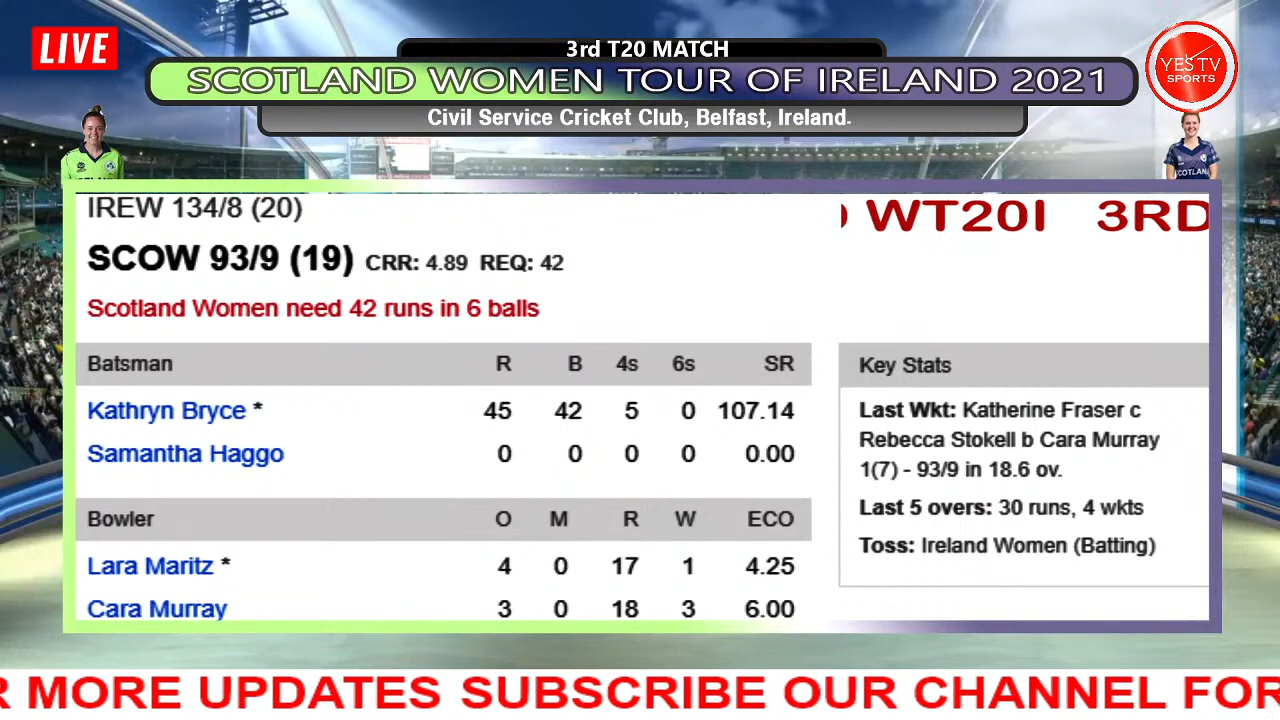 LIVE
3rd T20 MATCH
SCOTLAND WOMEN TOUR OF IRELAND 2021
Civil Service Cricket Club, Belfast, Ireland.
YES TV
SPORTS
SCOTLAND
IREW 134/8 (20)
WT20I 3RD
SCOW 93/9 (19) CRR: 4.89 REQ: 42
Scotland Women need 42 runs in 6 balls
Batsman R B 4s 6s SR
Kathryn Bryce * 45 42 5 0 107.14
Samantha Haggo 0 0 0 0 0.00
Bowler O M R W ECO
Lara Maritz * 4 0 17 1 4.25
Cara Murray 3 0 18 3 6.00
Key Stats
Last Wkt: Katherine Fraser c
Rebecca Stokell b Cara Murray
1(7) - 93/9 in 18.6 ov.
Last 5 overs: 30 runs, 4 wkts
Toss: Ireland Women (Batting)
R MORE UPDATES SUBSCRIBE OUR CHANNEL FOR